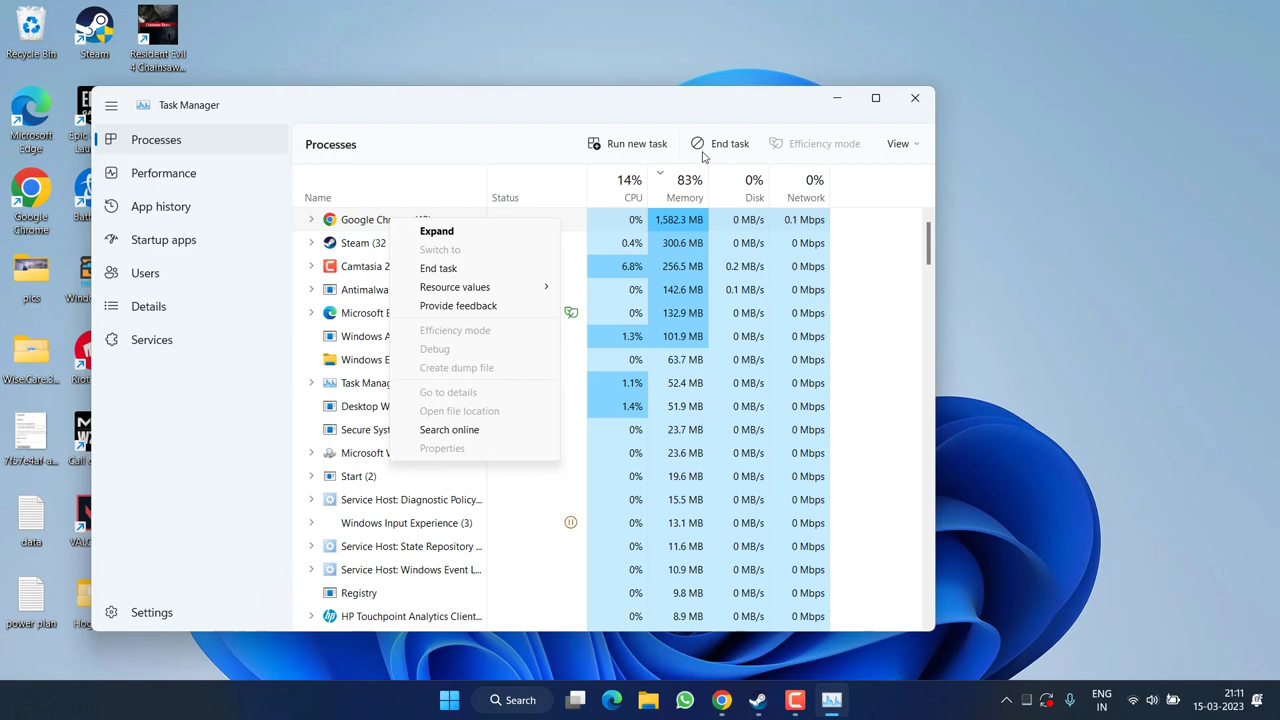 Recycle Bin
Steam
Resident Evil
4 Chainsaw...
Microsoft
Edge
Epic
Google
Chrome
pics
Wise.Care.3...
Riot
7f57e4af-a...
Call
data
VALO
power plan
Task Manager
Processes
Performance
App history
Startup apps
Users
Details
Services
Settings
Processes
Run new task
End task
Efficiency mode
View
14% 83% 0% 0%
Name Status CPU Memory Disk Network
Google Chr 0% 1,582.3 MB 0 MB/s 0.1 Mbps
Steam (32 0.4% 300.6 MB 0 MB/s 0 Mbps
Camtasia 2 6.8% 256.5 MB 0.2 MB/s 0 Mbps
Antimalwa 0% 142.6 MB 0.1 MB/s 0 Mbps
Microsoft E 0% 132.9 MB 0 MB/s 0 Mbps
Windows A 1.3% 101.9 MB 0 MB/s 0 Mbps
Windows E 0% 63.7 MB 0 MB/s 0 Mbps
Task Manag 1.1% 52.4 MB 0 MB/s 0 Mbps
Desktop W 1.4% 51.9 MB 0 MB/s 0 Mbps
Secure Syst 0% 23.7 MB 0 MB/s 0 Mbps
Microsoft W 0% 23.6 MB 0 MB/s 0 Mbps
Start (2) 0% 19.6 MB 0 MB/s 0 Mbps
Service Host: Diagnostic Policy... 0% 15.5 MB 0 MB/s 0 Mbps
Windows Input Experience (3) 0% 13.1 MB 0 MB/s 0 Mbps
Service Host: State Repository ... 0% 11.6 MB 0 MB/s 0 Mbps
Service Host: Windows Event L... 0% 10.9 MB 0 MB/s 0 Mbps
Registry 0% 9.8 MB 0 MB/s 0 Mbps
HP Touchpoint Analytics Client... 0% 8.9 MB 0 MB/s 0 Mbps
Expand
Switch to
End task
Resource values
Provide feedback
Efficiency mode
Debug
Create dump file
Go to details
Open file location
Search online
Properties
Search
ENG
IN
21:11
15-03-2023